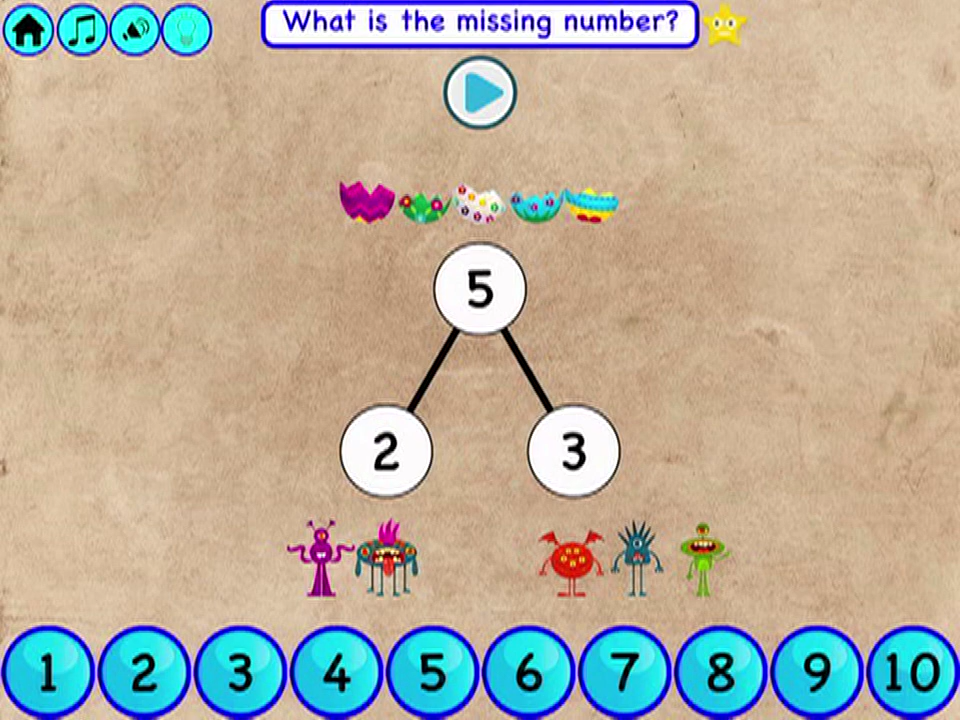 What is the missing number?
5
2 3
1 2 3 4 5 6 7 8 9 10